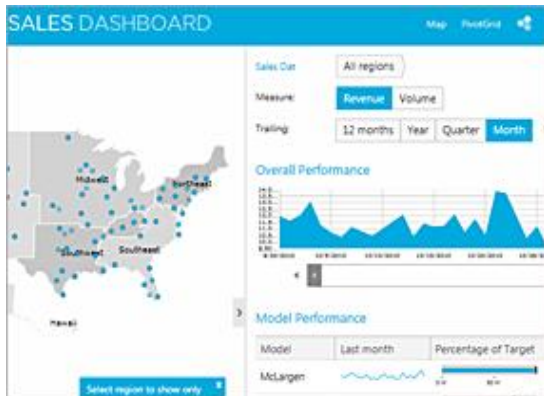 SALES DASHBOARD
Map PivotGrid
Sales Dat All regions
Measure: Revenue Volume
Trailing: 12 months Year Quarter Month
Overall Performance
Midwest
Northeast
Southwest
Southeast
Hawaii
Model Performance
Model Last month Percentage of Target
McLargen
Select region to show only